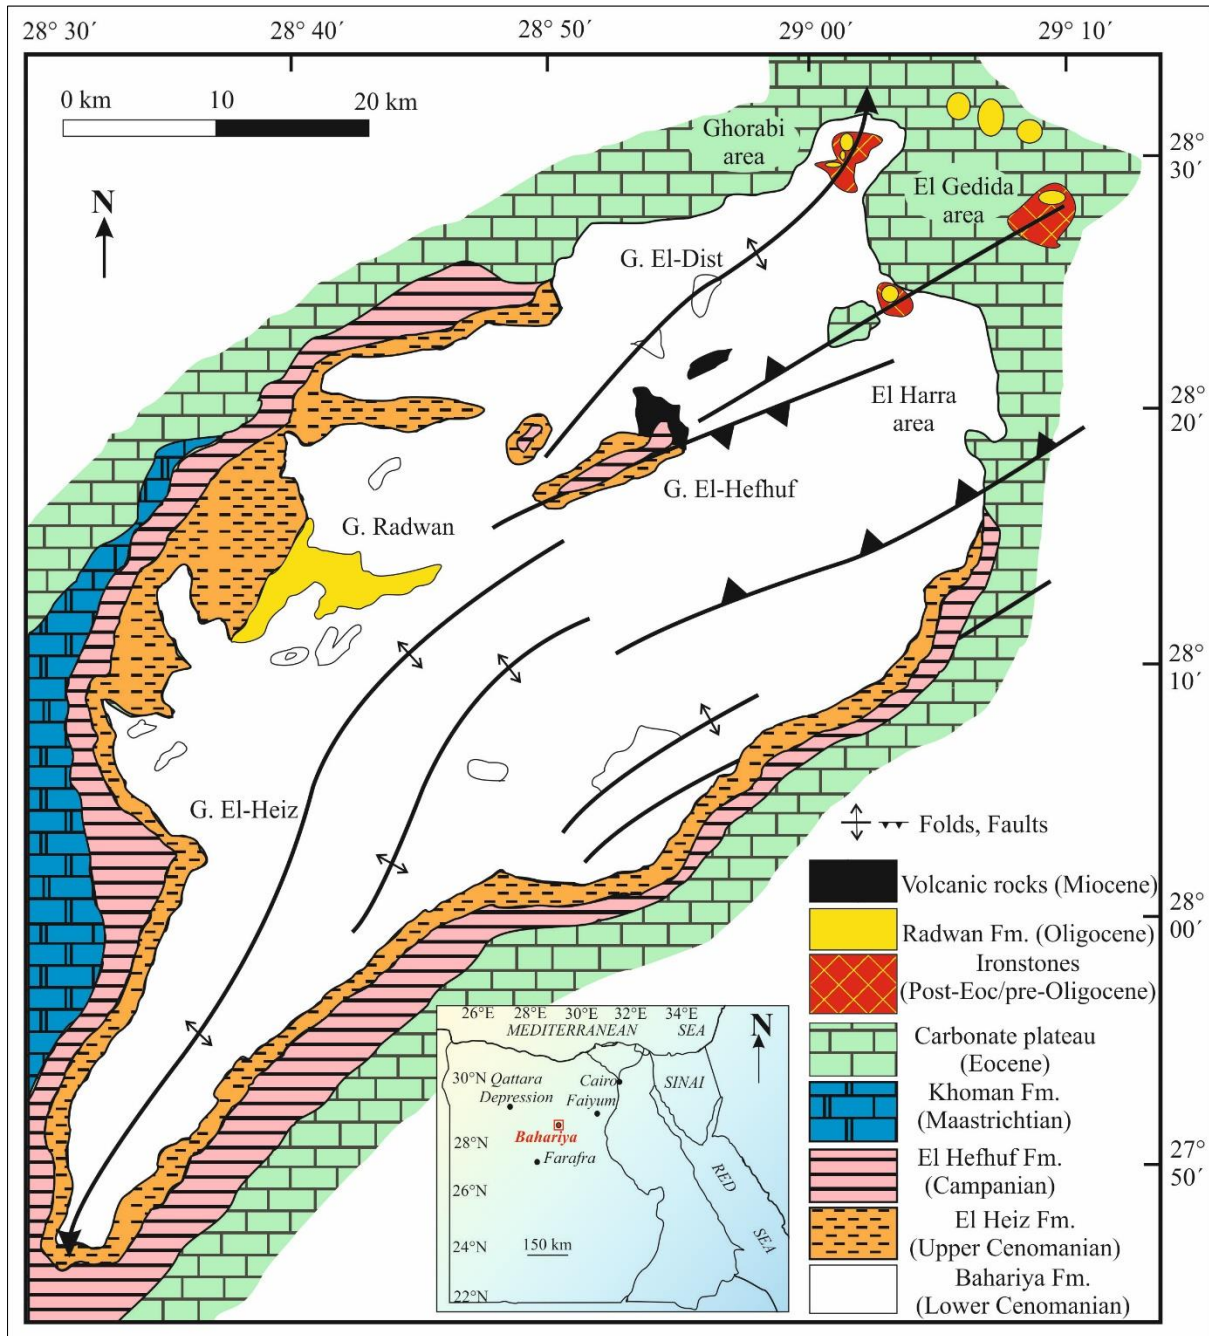 28° 30′
28° 40′
28° 50′
29° 00′
29° 10′
0 km
10
20 km
N
Ghorabi
area
28°
30′
El Gedida
area
G. El-Dist
El Harra
area
28°
20′
G. El-Hefhuf
G. Radwan
28°
10′
G. El-Heiz
Folds, Faults
Volcanic rocks (Miocene)
28°
00′
Radwan Fm. (Oligocene)
Ironstones
(Post-Eoc/pre-Oligocene)
Carbonate plateau
(Eocene)
Khoman Fm.
(Maastrichtian)
27°
50′
El Hefhuf Fm.
(Campanian)
El Heiz Fm.
(Upper Cenomanian)
Bahariya Fm.
(Lower Cenomanian)
26°E
28°E
30°E
32°E
34°E
MEDITERRANEAN SEA
N
30°N
Qattara
Depression
Cairo
Faiyum
SINAI
Bahariya
28°N
Farafra
26°N
RED
SEA
24°N
150 km
22°N